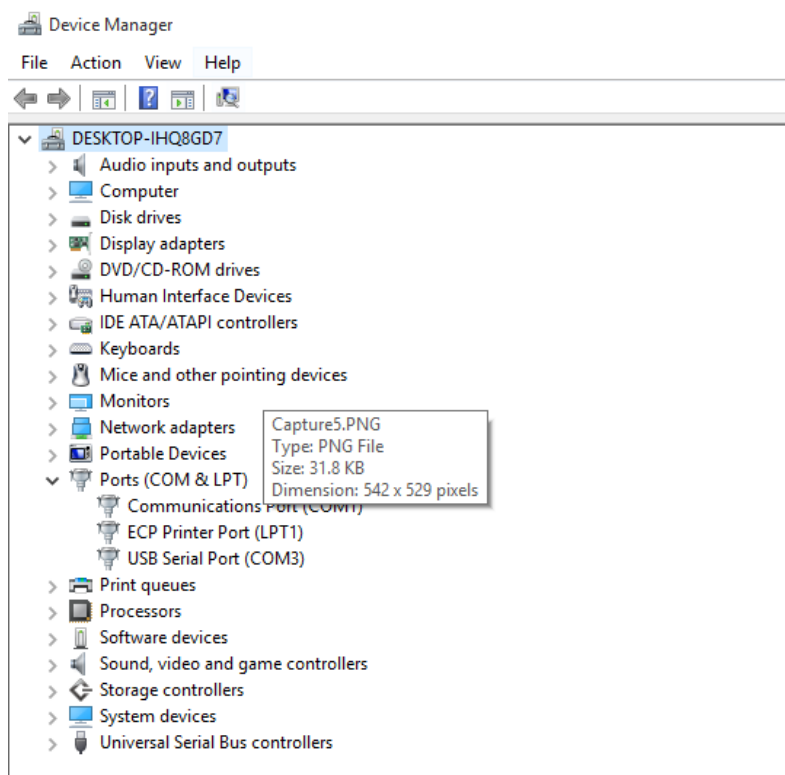 Device Manager
File Action View Help
DESKTOP-IHQ8GD7
Audio inputs and outputs
Computer
Disk drives
Display adapters
DVD/CD-ROM drives
Human Interface Devices
IDE ATA/ATAPI controllers
Keyboards
Mice and other pointing devices
Monitors
Network adapters
Portable Devices
Ports (COM & LPT)
Capture5.PNG
Type: PNG File
Size: 31.8 KB
Dimension: 542 x 529 pixels
Communications Port (COM1)
ECP Printer Port (LPT1)
USB Serial Port (COM3)
Print queues
Processors
Software devices
Sound, video and game controllers
Storage controllers
System devices
Universal Serial Bus controllers